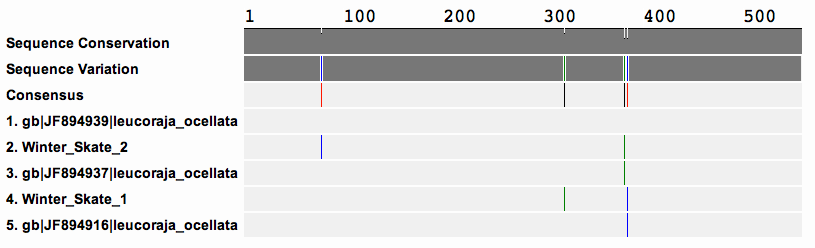 1 100 200 300 400 500
Sequence Conservation
Sequence Variation
Consensus
1. gb|JF894939|leucoraja_ocellata
2. Winter_Skate_2
3. gb|JF894937|leucoraja_ocellata
4. Winter_Skate_1
5. gb|JF894916|leucoraja_ocellata